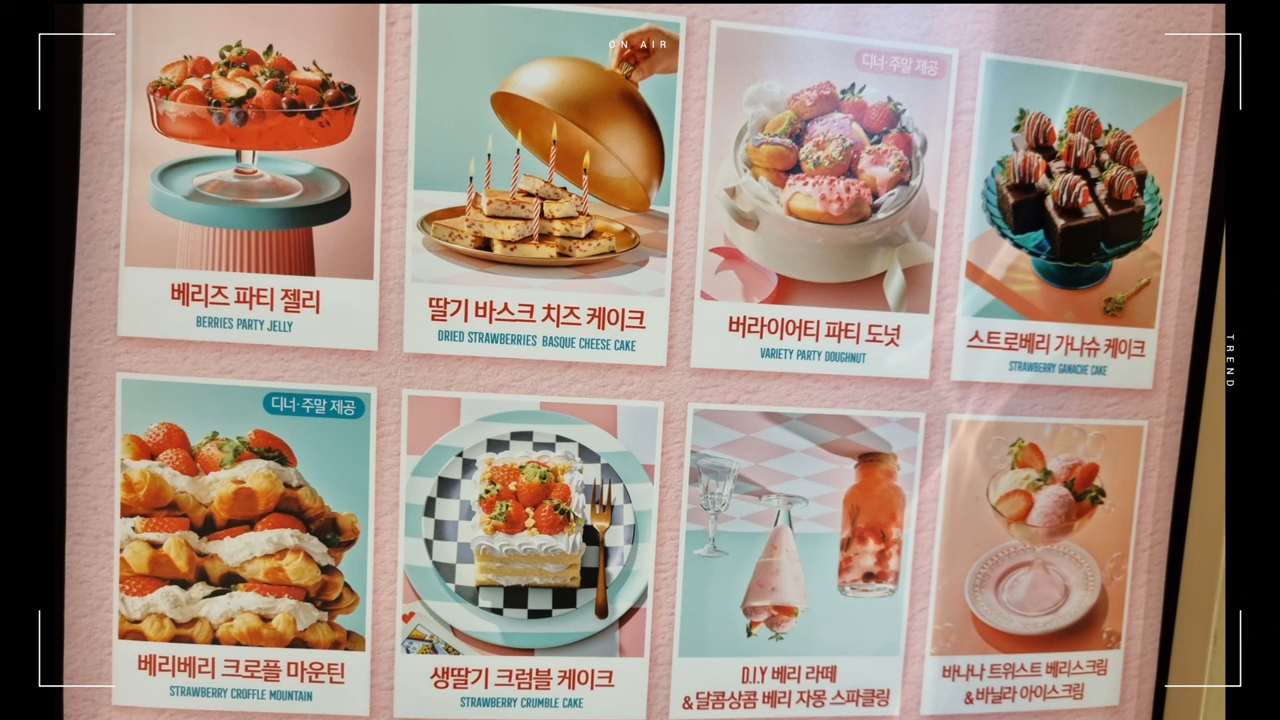 ON AIR
디너·주말 제공
베리즈 파티 젤리
BERRIES PARTY JELLY
딸기 바스크 치즈 케이크
DRIED STRAWBERRIES BASQUE CHEESE CAKE
버라이어티 파티 도넛
VARIETY PARTY DOUGHNUT
스트로베리 가나슈 케이크
STRAWBERRY GANACHE CAKE
TREND
디너·주말 제공
베리베리 크로플 마운틴
STRAWBERRY CROFFLE MOUNTAIN
생딸기 크럼블 케이크
STRAWBERRY CRUMBLE CAKE
D.I.Y 베리 라떼
& 달콤상콤 베리 자몽 스파클링
바나나 트위스트 베리스크림
& 바닐라 아이스크림